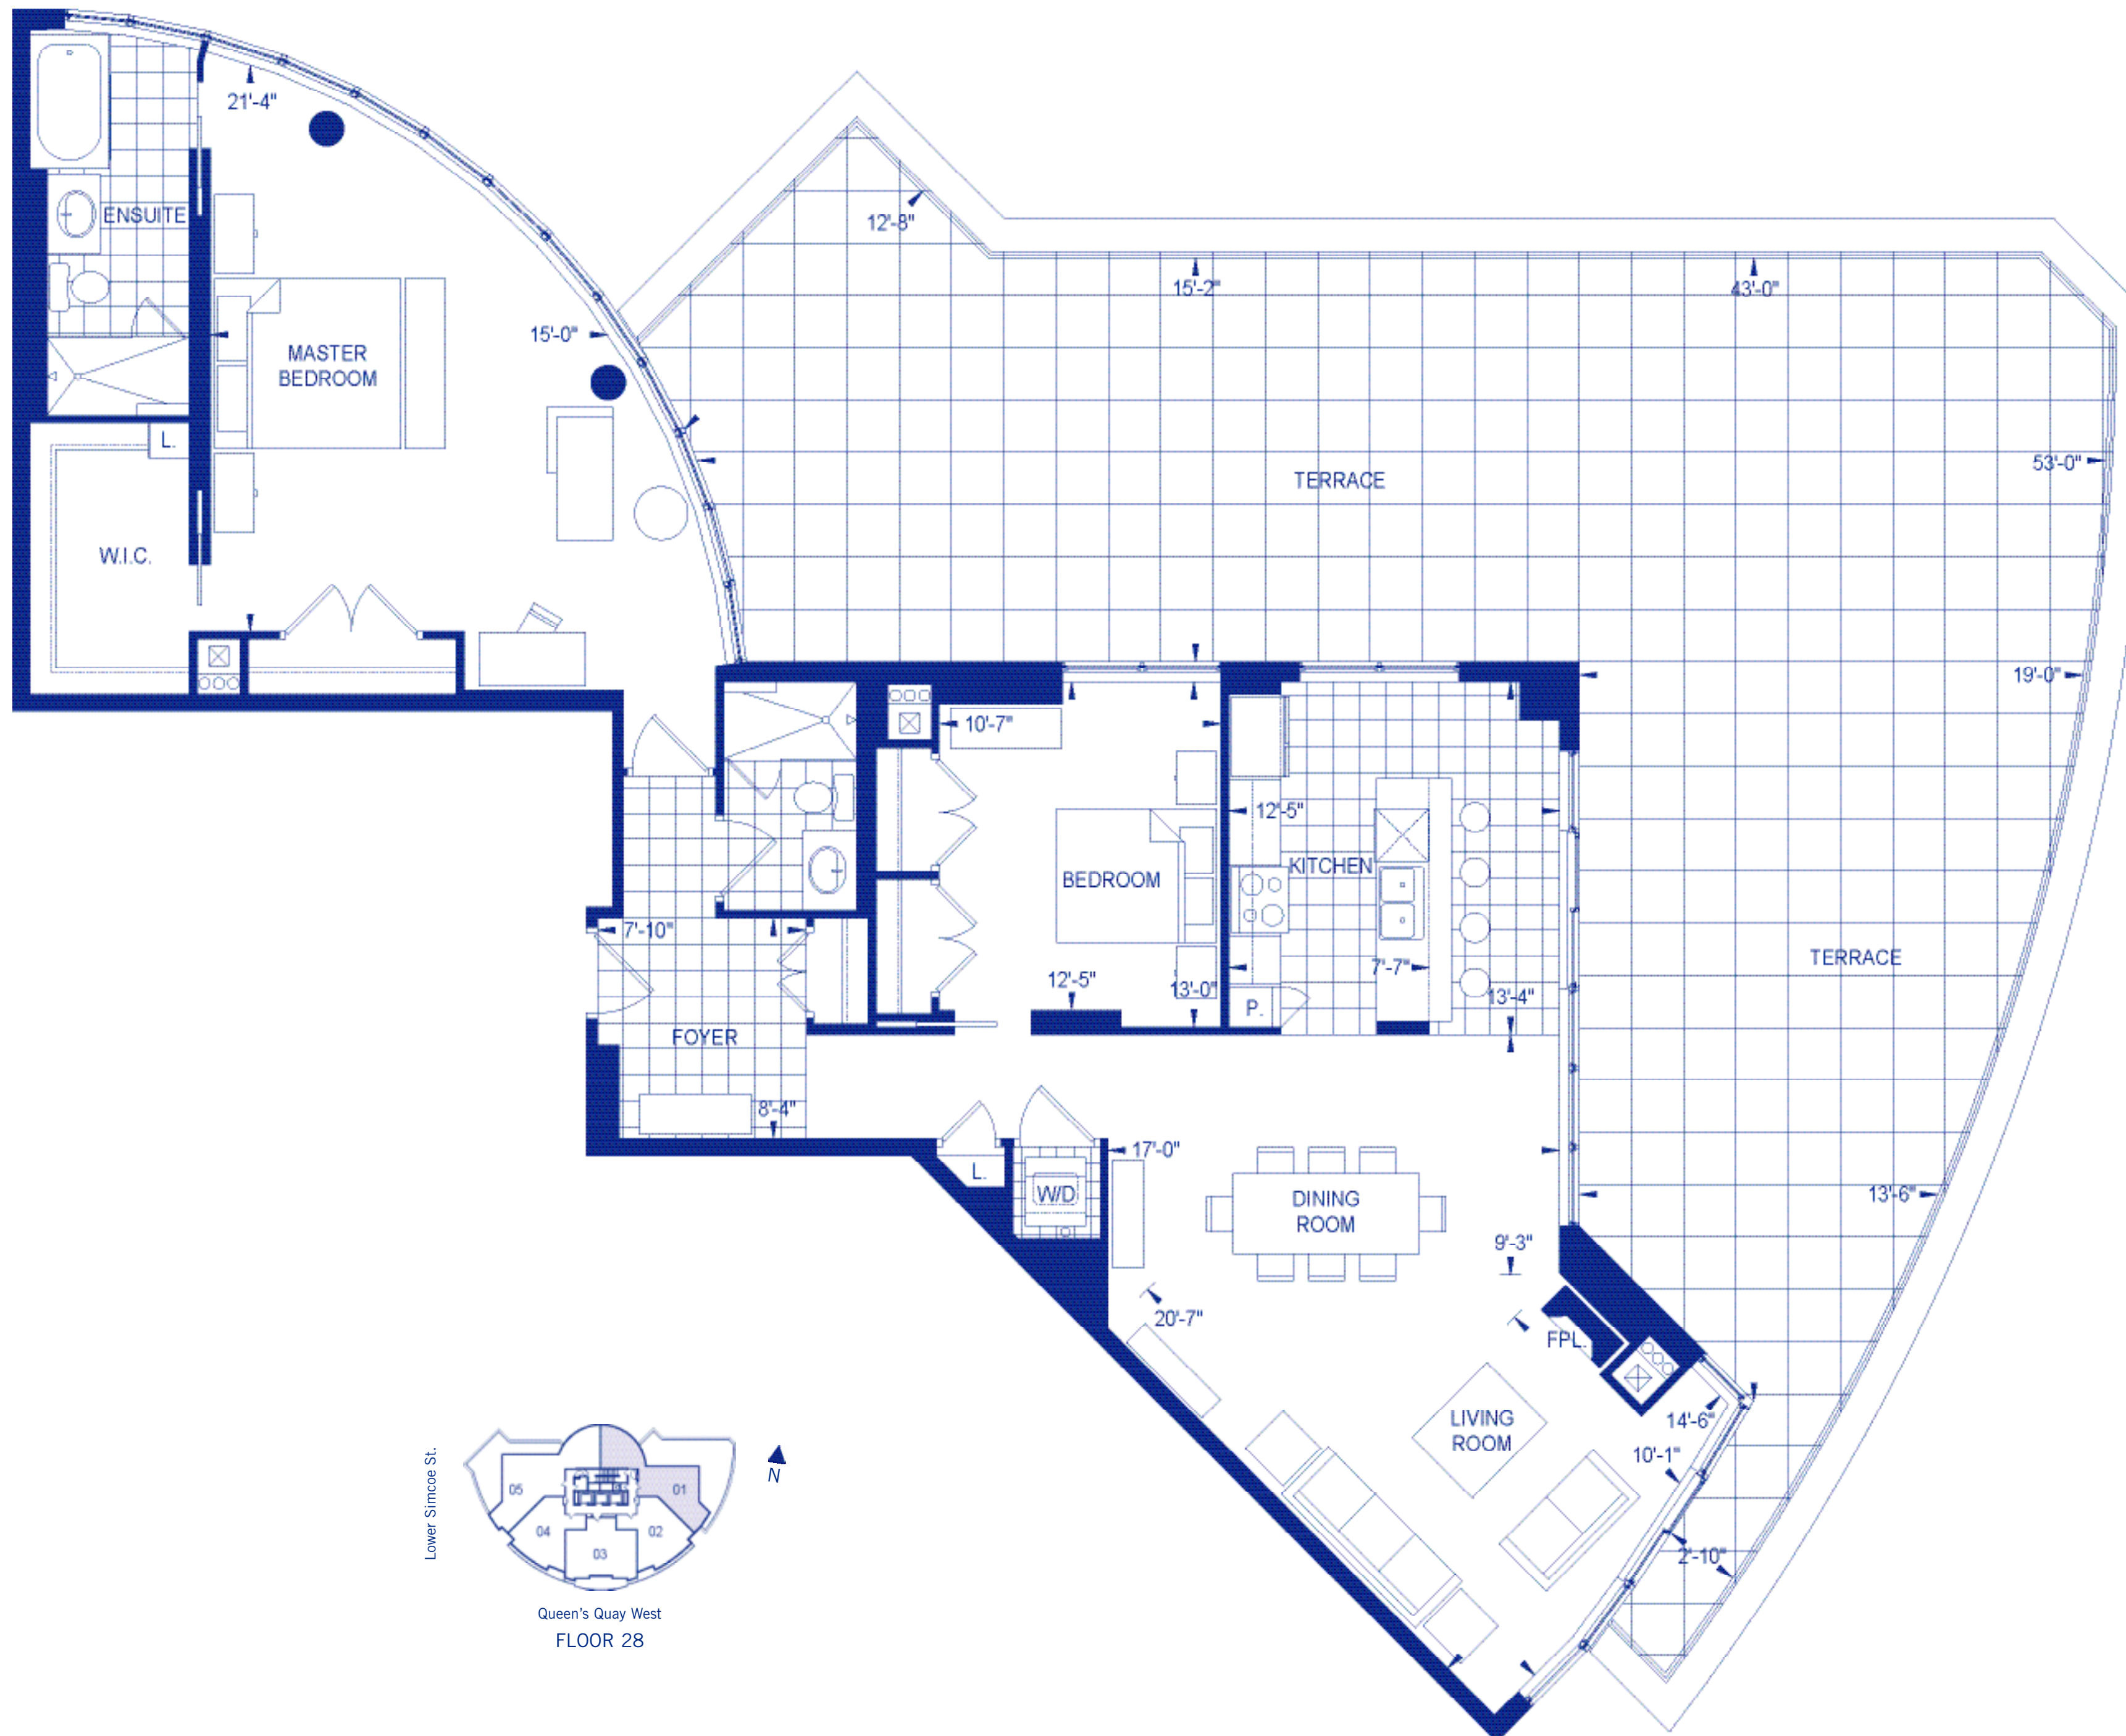 21'-4"
ENSUITE
12'-8"
15'-2"
43'-0"
15'-0"
MASTER
BEDROOM
L.
53'-0"
TERRACE
W.I.C.
19'-0"
10'-7"
12'-5"
KITCHEN
BEDROOM
7'-10"
TERRACE
7'-7"
12'-5"
13'-0"
13'-4"
P.
FOYER
8'-4"
17'-0"
L.
W/D
DINING
ROOM
13'-6"
9'-3"
20'-7"
FPL.
LIVING
ROOM
14'-6"
10'-1"
2'-10"
Lower Simcoe St.
N
05
01
04
02
03
Queen's Quay West
FLOOR 28